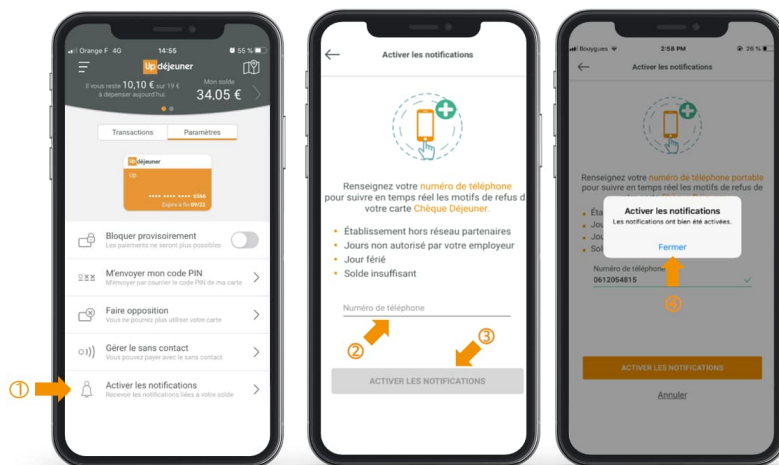 Orange F 4G 14:55 55 %
Up déjeuner
Il vous reste 10,10 € sur 19 €
à dépenser aujourd'hui.
Mon solde
34,05 €
Transactions Paramètres
Up déjeuner
Up
**** **** **** 8366
Expire à fin 09/22
Bloquer provisoirement
Les paiements ne seront plus possibles
M'envoyer mon code PIN
M'envoyer par courrier le code PIN de ma carte
Faire opposition
Vous ne pourrez plus utiliser votre carte
Gérer le sans contact
Vous pouvez payer avec le sans contact
① Activer les notifications
Recevoir les notifications liées à votre solde
Activer les notifications
Renseignez votre numéro de téléphone
pour suivre en temps réel les motifs de refus d
votre carte Chèque Déjeuner.
• Établissement hors réseau partenaires
• Jours non autorisé par votre employeur
• Jour férié
• Solde insuffisant
Numéro de téléphone
②
③
ACTIVER LES NOTIFICATIONS
Bouygues 2:58 PM 26 %
Activer les notifications
Renseignez votre numéro de téléphone portable
pour suivre en temps réel les motifs de refus de
Activer les notifications
Les notifications ont bien été activées.
Fermer
Numéro de téléphone
0612054815
④
ACTIVER LES NOTIFICATIONS
Annuler